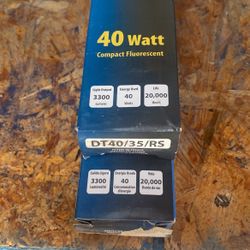 40 Watt
Compact Fluorescent
Light Output Energy Used Life
3300 40 20,000
Lumens Watts Hours
DT40/35/RS
3300 40 20,000